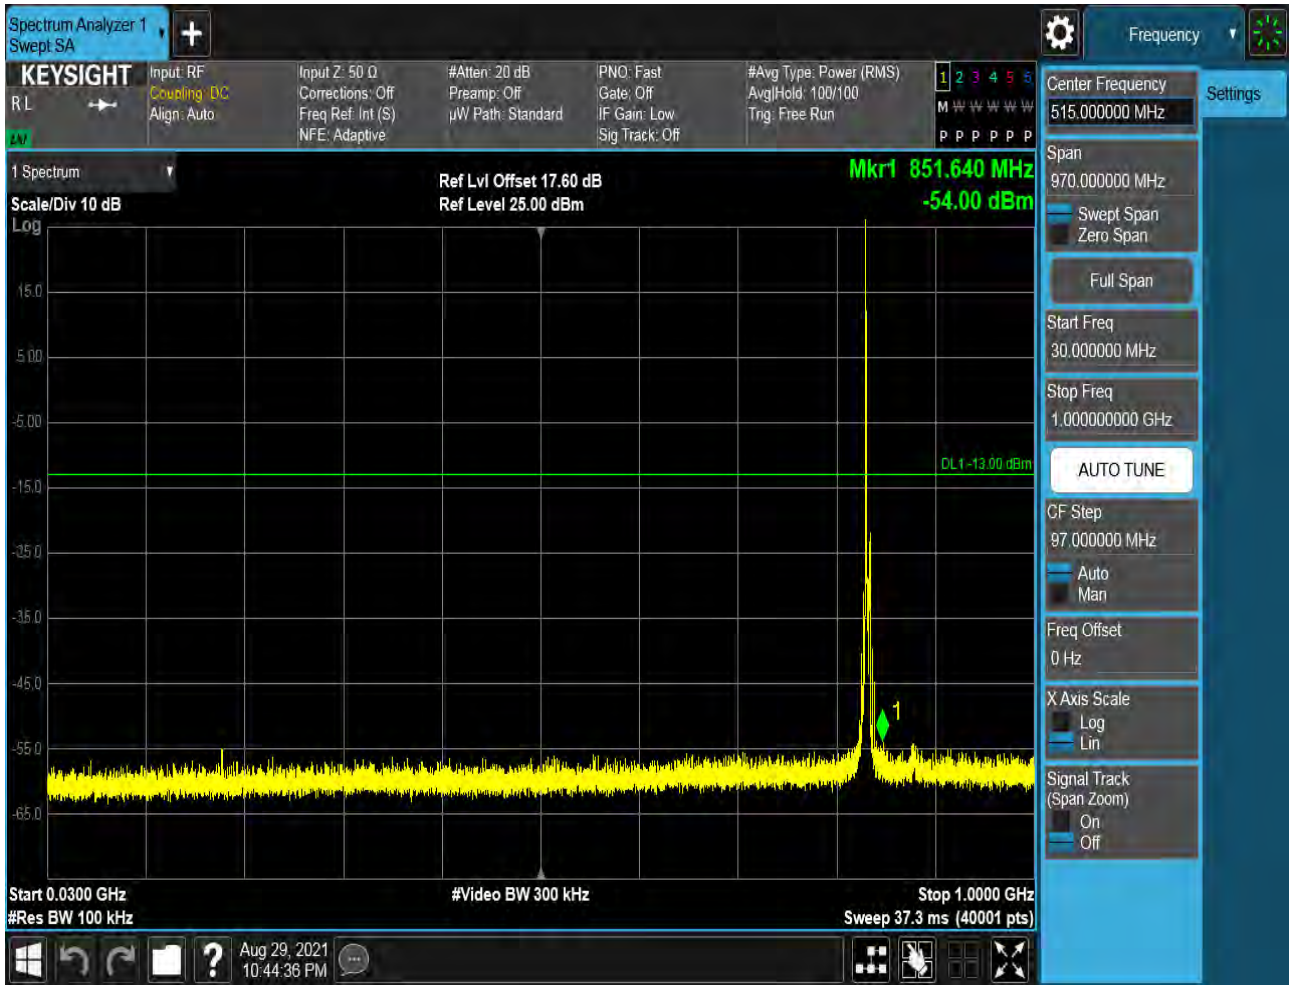 Spectrum Analyzer 1
Swept SA
Frequency
KEYSIGHT
R L
Input: RF
Coupling: DC
Align: Auto
Input Z: 50 Ω
Corrections: Off
Freq Ref: Int (S)
NFE: Adaptive
#Atten: 20 dB
Preamp: Off
µW Path: Standard
PNO: Fast
Gate: Off
IF Gain: Low
Sig Track: Off
#Avg Type: Power (RMS)
Avg|Hold: 100/100
Trig: Free Run
1 2 3 4 5 6
M W W W W W
P P P P P P
1 Spectrum
Scale/Div 10 dB
Log
Ref Lvl Offset 17.60 dB
Ref Level 25.00 dBm
Mkr1 851.640 MHz
-54.00 dBm
15.0
5.00
-5.00
-15.0
-25.0
-35.0
-45.0
-55.0
-65.0
DL1 -13.00 dBm
1
Start 0.0300 GHz
#Res BW 100 kHz
#Video BW 300 kHz
Stop 1.0000 GHz
Sweep 37.3 ms (40001 pts)
Center Frequency
515.000000 MHz
Settings
Span
970.000000 MHz
Swept Span
Zero Span
Full Span
Start Freq
30.000000 MHz
Stop Freq
1.000000000 GHz
AUTO TUNE
CF Step
97.000000 MHz
Auto
Man
Freq Offset
0 Hz
X Axis Scale
Log
Lin
Signal Track
(Span Zoom)
On
Off
?
Aug 29, 2021
10:44:36 PM